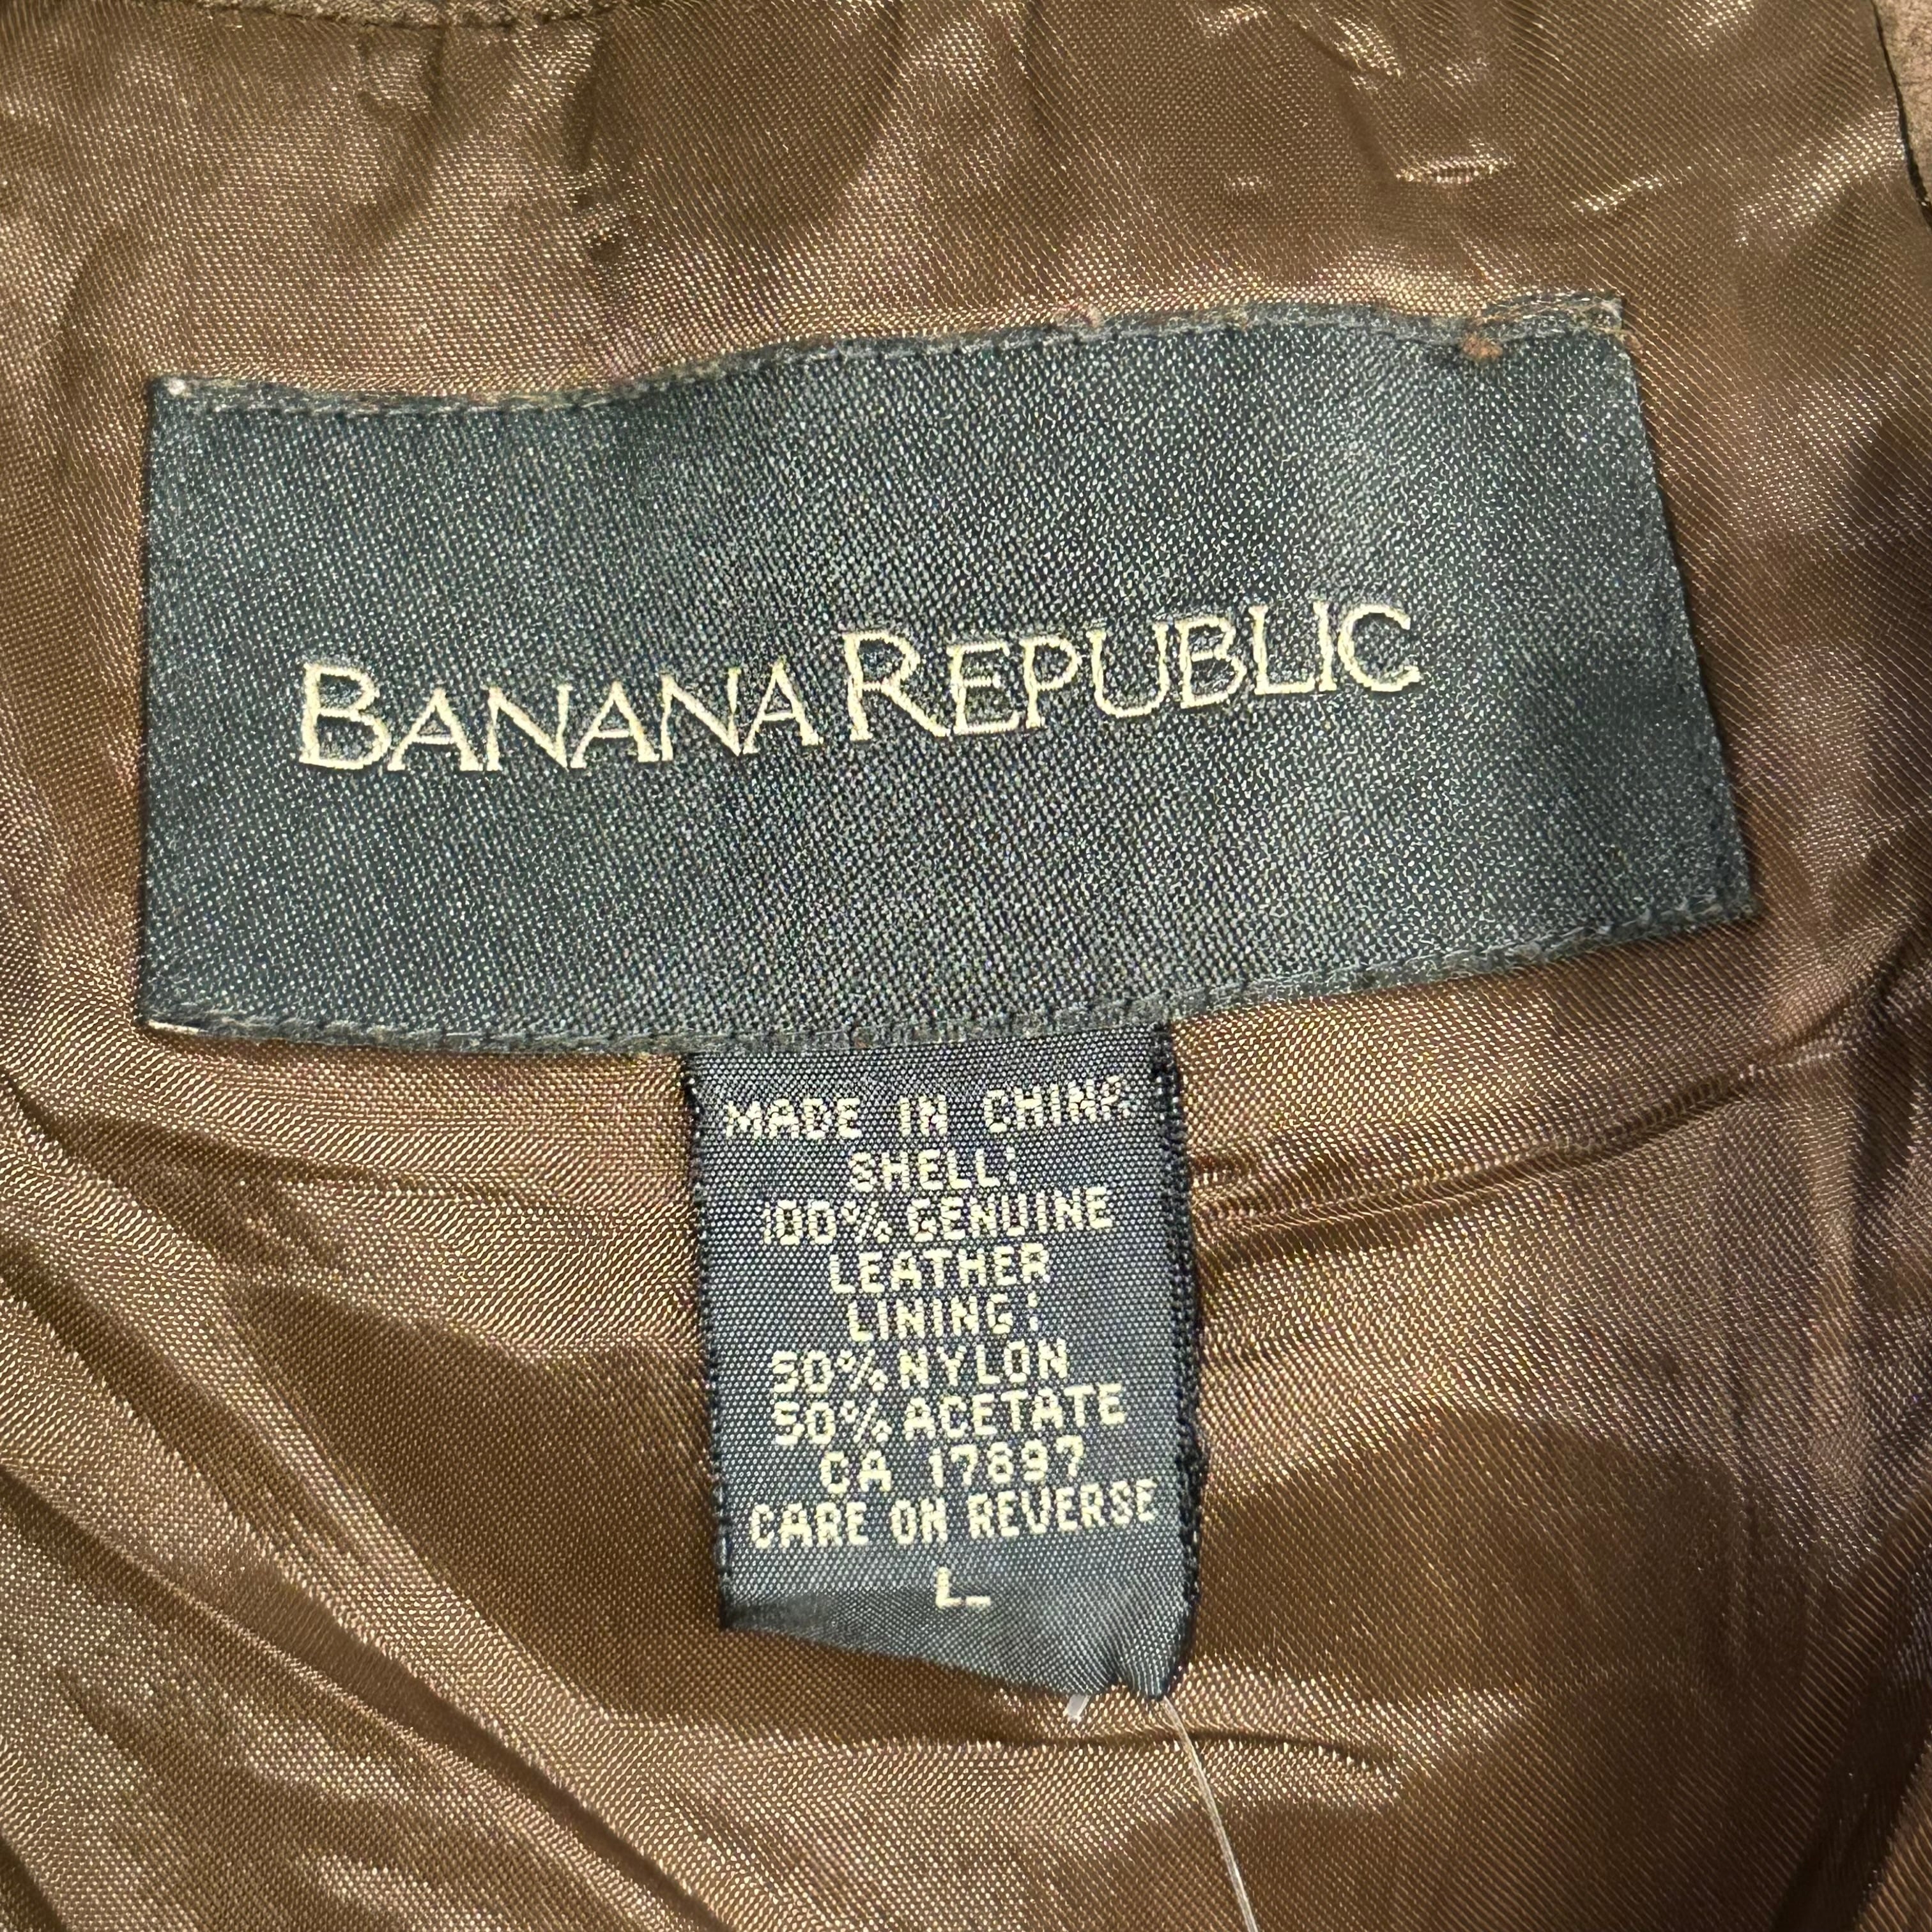 BANANA REPUBLIC
MADE IN CHINA
SHELL:
100% GENUINE
LEATHER
LINING:
50% NYLON
50% ACETATE
CA 17897
CARE ON REVERSE
L